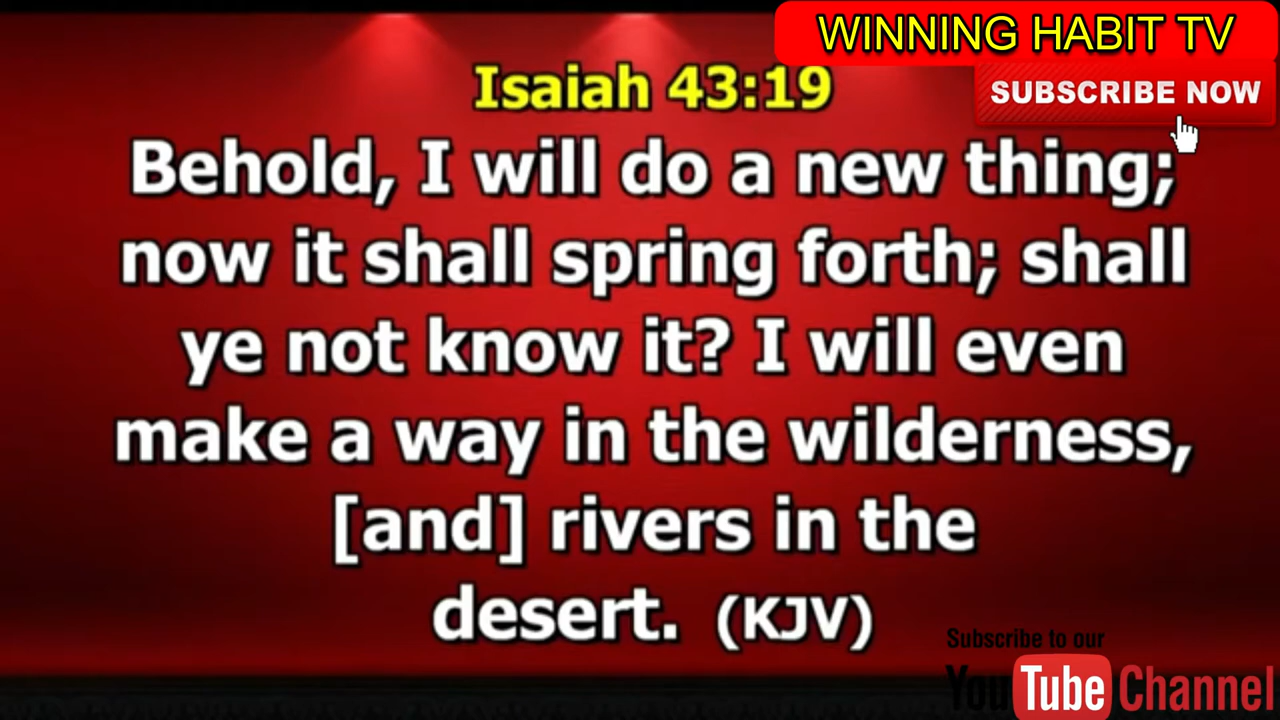 WINNING HABIT TV
SUBSCRIBE NOW
Isaiah 43:19
Behold, I will do a new thing;
now it shall spring forth; shall
ye not know it? I will even
make a way in the wilderness,
[and] rivers in the
desert. (KJV)
Subscribe to our
YouTube Channel